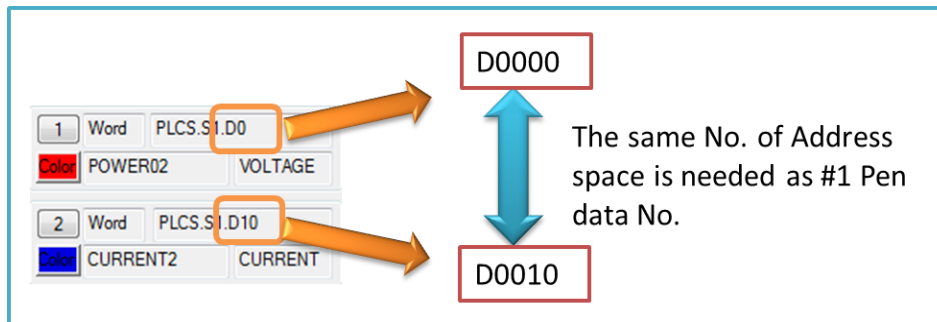 D0000
1 Word PLCS.S1.D0
Color POWER02 VOLTAGE
The same No. of Address
space is needed as #1 Pen
data No.
2 Word PLCS.S1.D10
Color CURRENT2 CURRENT
D0010